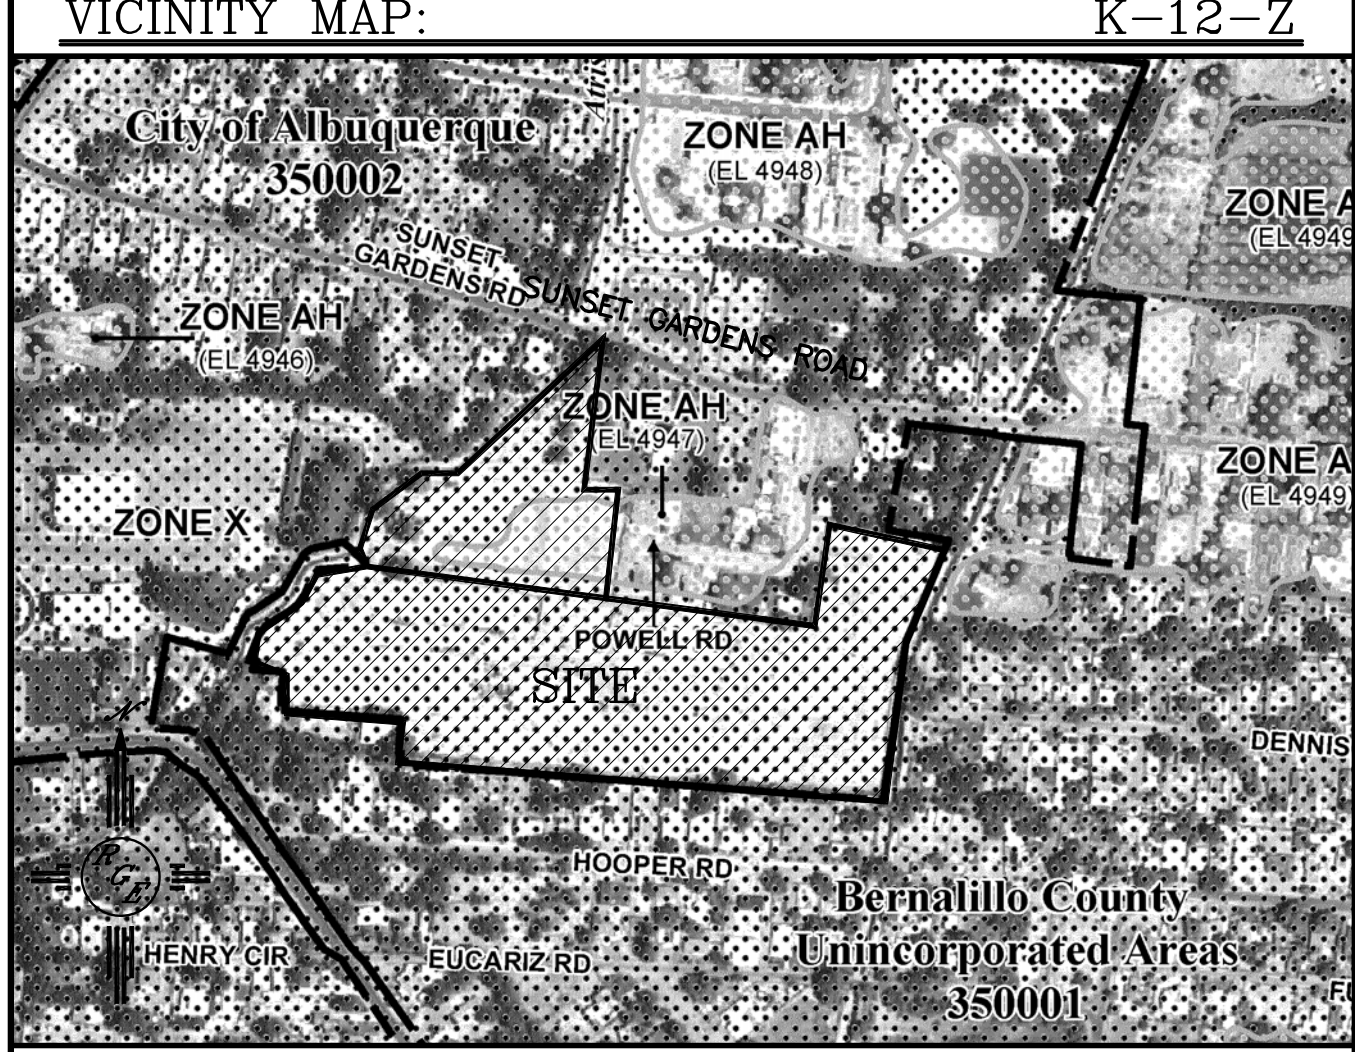 VICINITY MAP:
K-12-Z
City of Albuquerque
350002
ZONE AH
(EL 4948)
SUNSET
GARDENS RD
SUNSET GARDENS ROAD
ZONE AH
(EL 4946)
ZONE AH
(EL 4947)
ZONE A
(EL 4949
ZONE A
(EL 4949)
ZONE X
POWELL RD
SITE
N
DENNIS
R
G
E
HOOPER RD
HENRY CIR
EUCARIZ RD
Bernalillo County
Unincorporated Areas
350001